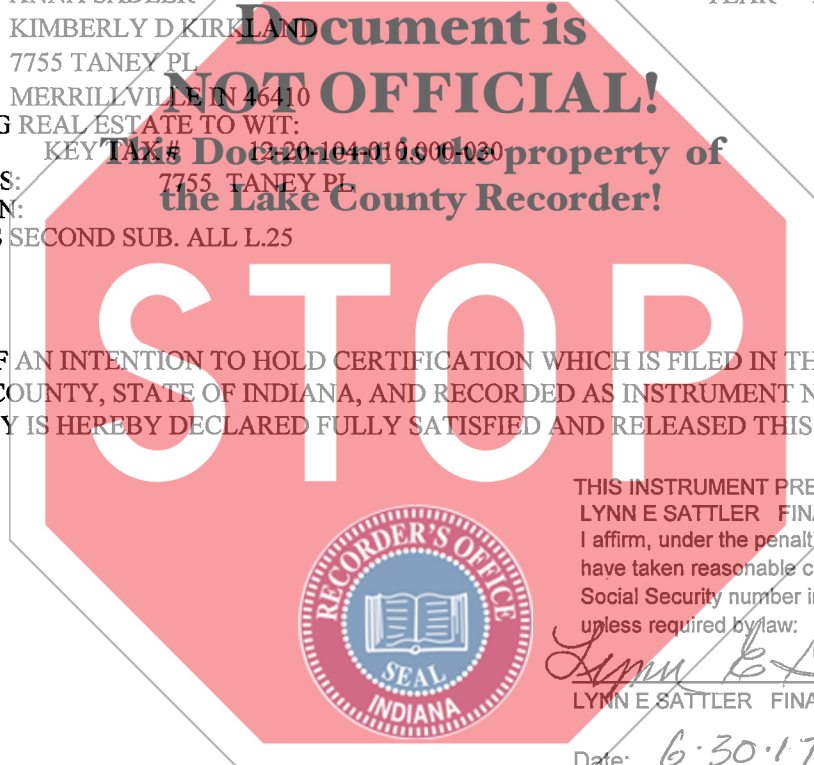 ANNA SADLER YEAR
KIMBERLY D KIRKLAND
Document is
7755 TANEY PL
NOT OFFICIAL!
MERRILLVILLE IN 46410
G REAL ESTATE TO WIT:
KEY TAX # 12-20-104-010.000-030
This Document is the property of
S: 7755 TANEY PL
the Lake County Recorder!
N:
S SECOND SUB. ALL L.25
STOP
F AN INTENTION TO HOLD CERTIFICATION WHICH IS FILED IN TH
COUNTY, STATE OF INDIANA, AND RECORDED AS INSTRUMENT N
Y IS HEREBY DECLARED FULLY SATISFIED AND RELEASED THIS
THIS INSTRUMENT PRE
LYNN E SATTLER FINA
I affirm, under the penalt
have taken reasonable c
Social Security number i
unless required by law:
Lynn E S
LYNN E SATTLER FINA
Date: 6-30-17
RECORDER'S OFFICE
SEAL
INDIANA